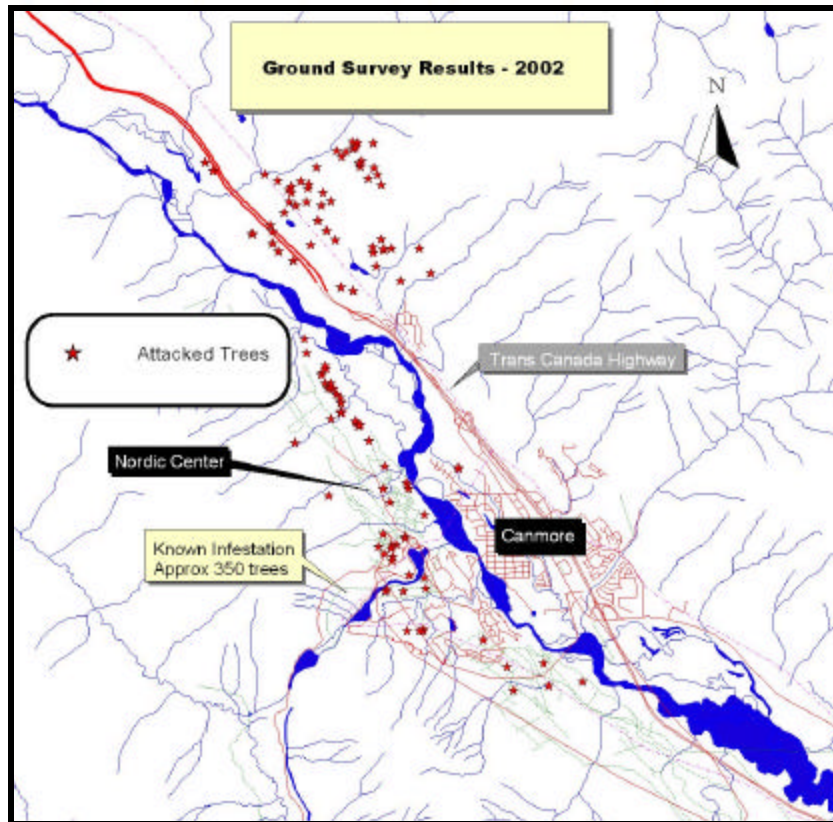 Ground Survey Results - 2002
N
Attacked Trees
Trans Canada Highway
Nordic Center
Canmore
Known Infestation
Approx 350 trees